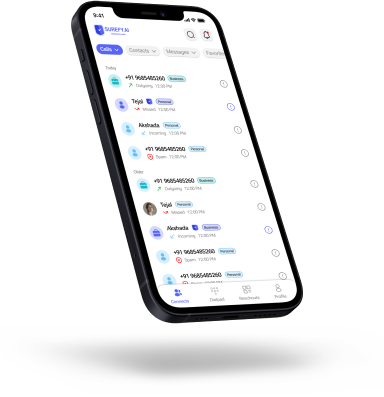 9:41
SUREFY.AI
Calls Contacts Messages Favorite
Today
+91 9685485260 Business
Outgoing 12:00 PM
Tejal Personal
Missed 12:00 PM
Akshada Personal
Incoming 12:00 PM
+91 9685485260 Personal
Spam 12:00 PM
Older
+91 9685485260 Business
Outgoing 12:00 PM
Tejal Personal
Missed 12:00 PM
Akshada Business
Incoming 12:00 PM
+91 9685485260 Personal
Spam 12:00 PM
+91 9685485260 Personal
Spam 12:00 PM
Connects Dialpad Profile